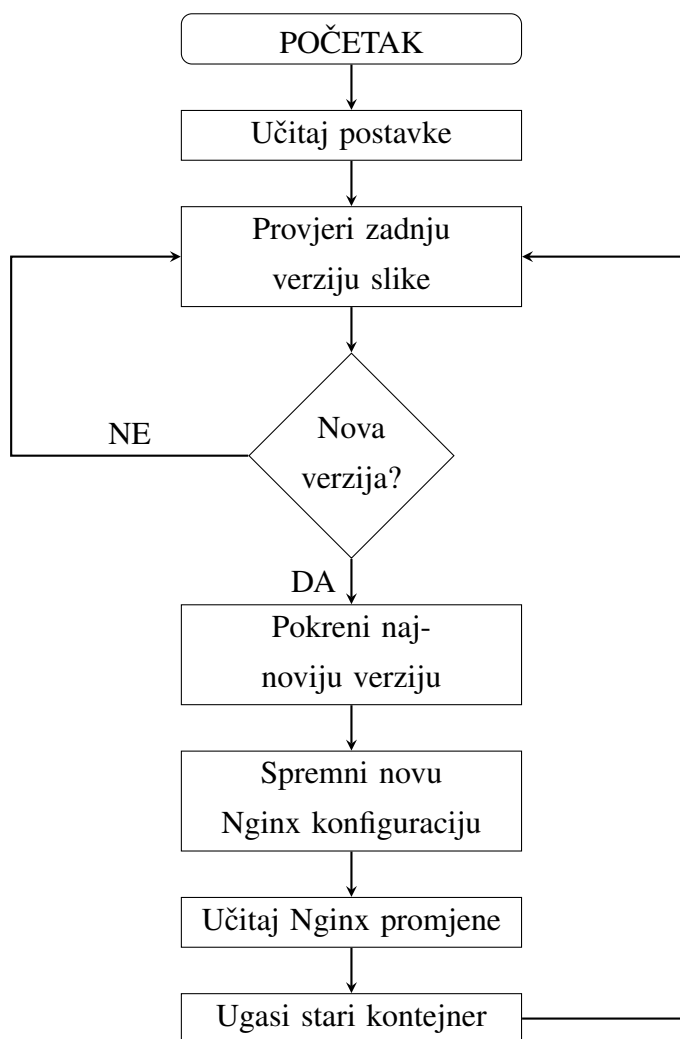 POČETAK
Učitaj postavke
Provjeri zadnju
verziju slike
Nova
verzija?
NE
DA
Pokreni naj-
noviju verziju
Spremni novu
Nginx konfiguraciju
Učitaj Nginx promjene
Ugasi stari kontejner